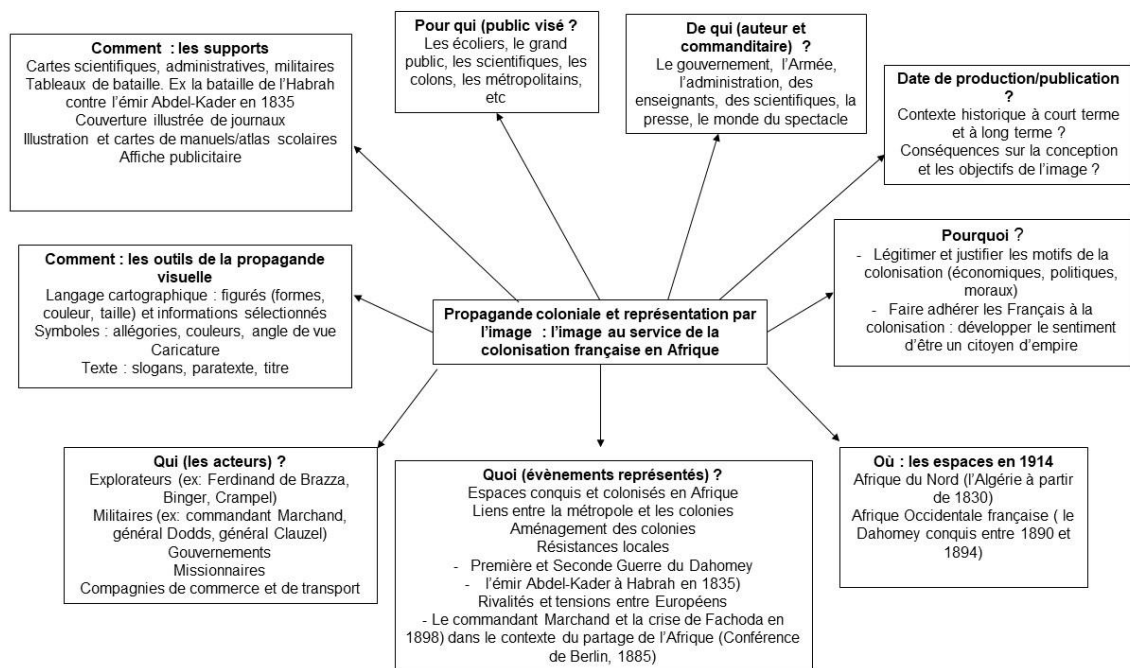 Comment : les supports
Cartes scientifiques, administratives, militaires
Tableaux de bataille. Ex la bataille de l'Habrah
contre l'émir Abdel-Kader en 1835
Couverture illustrée de journaux
Illustration et cartes de manuels/atlas scolaires
Affiche publicitaire
Pour qui (public visé ?
Les écoliers, le grand
public, les scientifiques, les
colons, les métropolitains,
etc
De qui (auteur et
commanditaire) ?
Le gouvernement, l'Armée,
l'administration, des
enseignants, des scientifiques, la
presse, le monde du spectacle
Date de production/publication
?
Contexte historique à court terme
et à long terme ?
Conséquences sur la conception
et les objectifs de l'image ?
Comment : les outils de la propagande
visuelle
Langage cartographique : figurés (formes,
couleur, taille) et informations sélectionnés
Symboles : allégories, couleurs, angle de vue
Caricature
Texte : slogans, paratexte, titre
Propagande coloniale et représentation par
l'image : l'image au service de la
colonisation française en Afrique
Pourquoi ?
- Légitimer et justifier les motifs de la
colonisation (économiques, politiques,
moraux)
- Faire adhérer les Français à la
colonisation : développer le sentiment
d'être un citoyen d'empire
Qui (les acteurs) ?
Explorateurs (ex: Ferdinand de Brazza,
Binger, Crampel)
Militaires (ex: commandant Marchand,
général Dodds, général Clauzel)
Gouvernements
Missionnaires
Compagnies de commerce et de transport
Quoi (évènements représentés) ?
Espaces conquis et colonisés en Afrique
Liens entre la métropole et les colonies
Aménagement des colonies
Résistances locales
- Première et Seconde Guerre du Dahomey
- l'émir Abdel-Kader à Habrah en 1835)
Rivalités et tensions entre Européens
- Le commandant Marchand et la crise de Fachoda en
1898) dans le contexte du partage de l'Afrique (Conférence
de Berlin, 1885)
Où : les espaces en 1914
Afrique du Nord (l'Algérie à partir
de 1830)
Afrique Occidentale française ( le
Dahomey conquis entre 1890 et
1894)